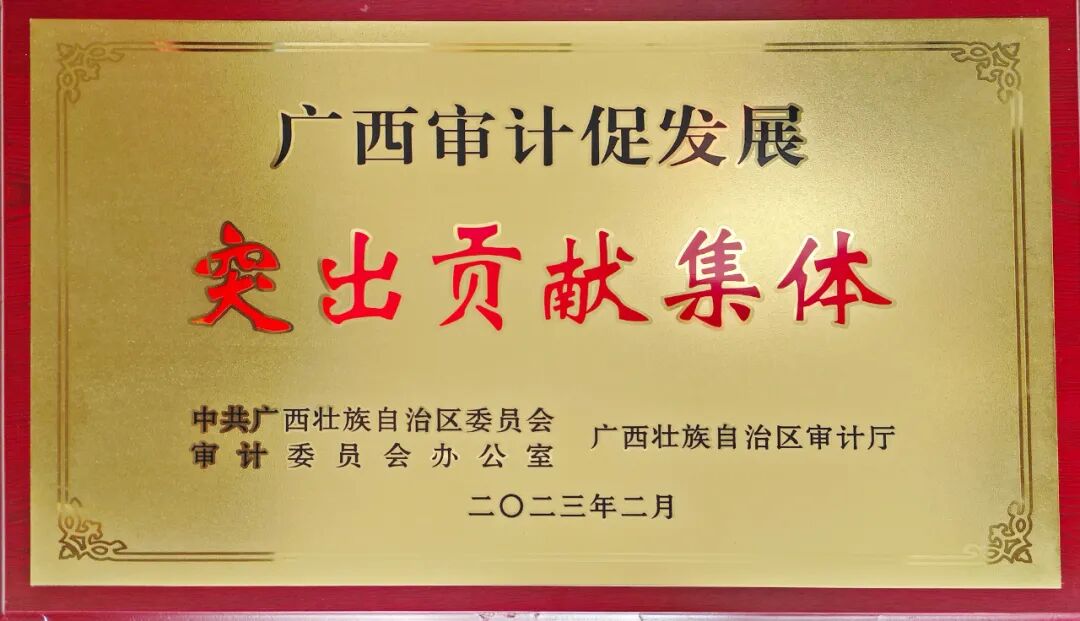 广西审计促发展
突出贡献集体
中共广西壮族自治区委员会
审计委员会办公室
广西壮族自治区审计厅
二〇二三年二月